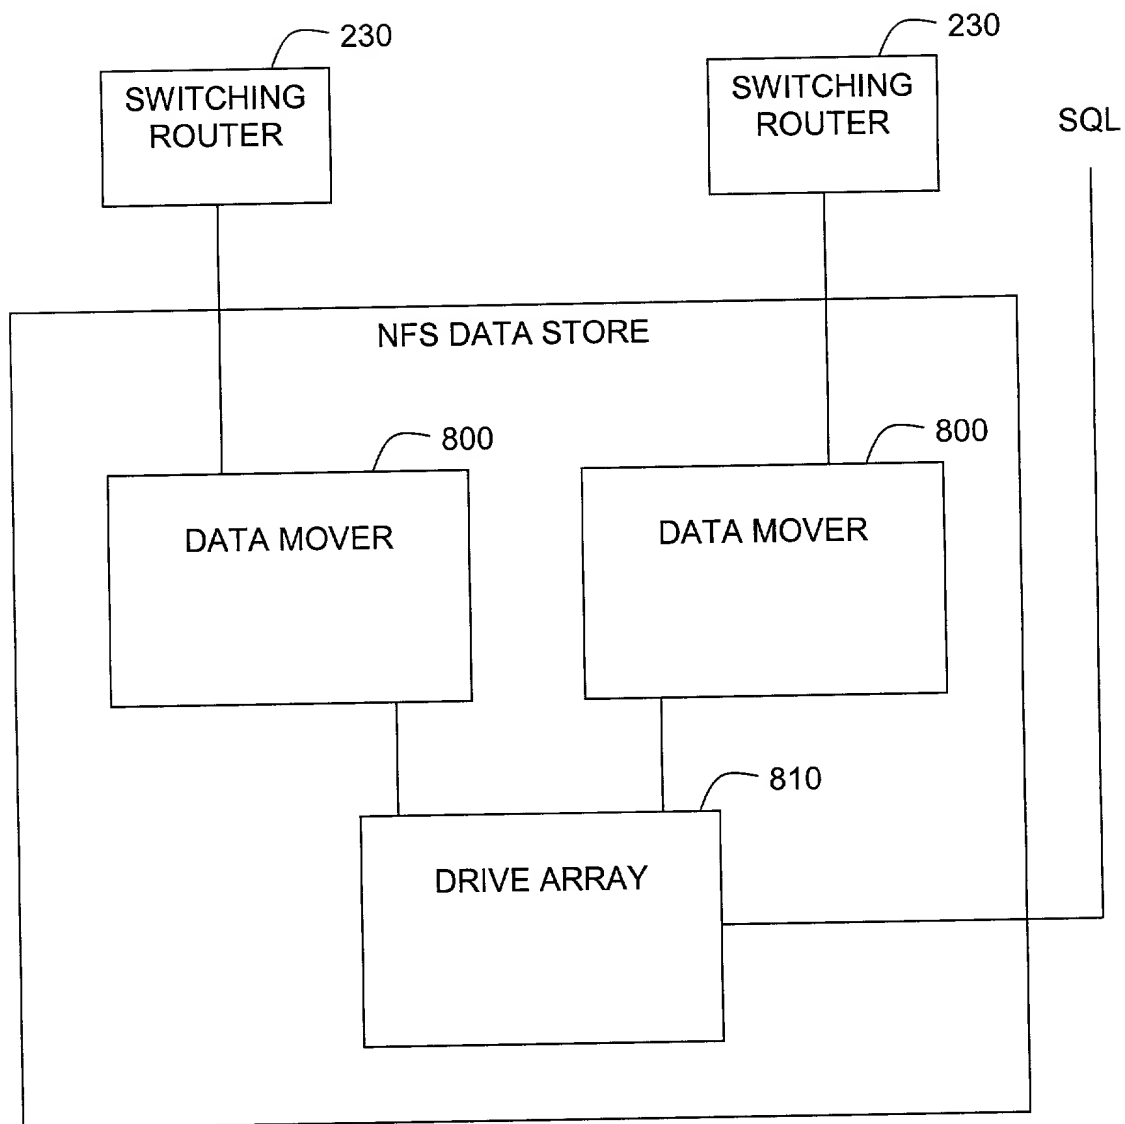 230
SWITCHING
ROUTER
230
SWITCHING
ROUTER
SQL
NFS DATA STORE
800
DATA MOVER
800
DATA MOVER
810
DRIVE ARRAY